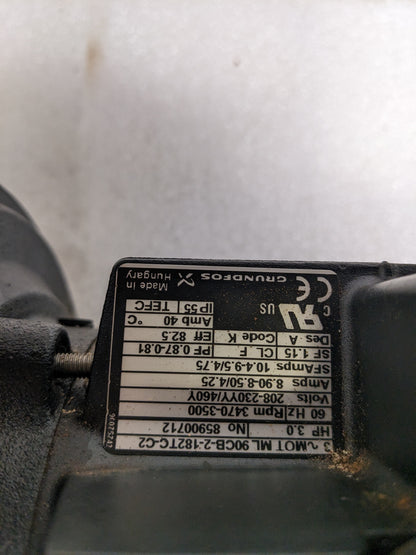 3 ~ MOT ML 90CB-2-182TC-C2
HP 3.0 No 85900712
60 Hz Rpm 3470-3500
Volts 208-230YY/460Y
Amps 8.90-8.50/4.25
SFAmps 10.4-9.5/4.75
SF 1.15 CL F PF 0.87-0.81
Des A Code K Eff 82.5
Amb 40 °C
IP55 TEFC
C US
CE GRUNDFOS Made in
Hungary